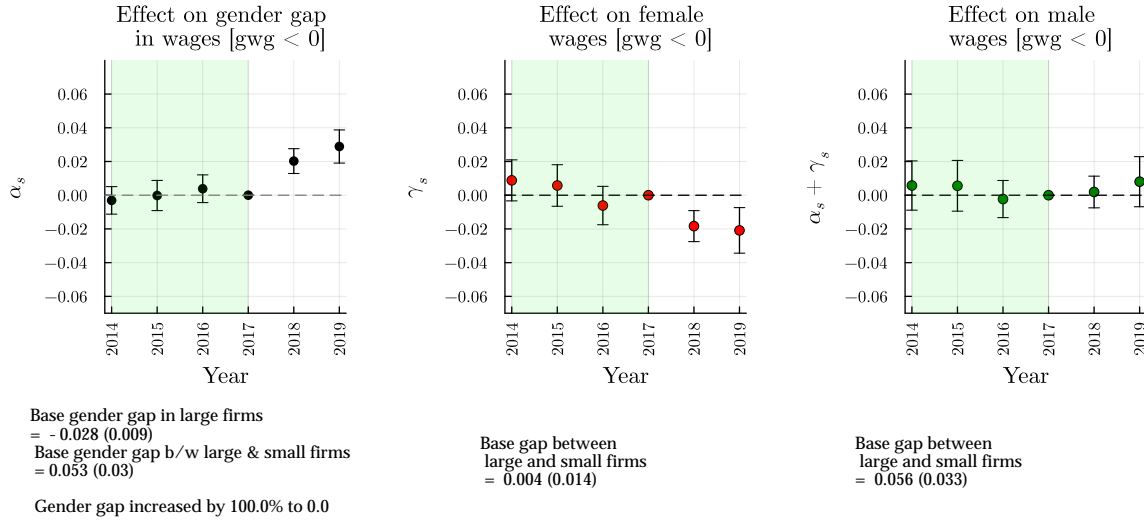 Effect on gender gap
in wages [gwg < 0]
α_s
0.06
0.04
0.02
0.00
−0.02
−0.04
−0.06
2014
2015
2016
2017
2018
2019
Year
Base gender gap in large firms
= - 0.028 (0.009)
Base gender gap b/w large & small firms
= 0.053 (0.03)
Gender gap increased by 100.0% to 0.0
Effect on female
wages [gwg < 0]
γ_s
0.06
0.04
0.02
0.00
−0.02
−0.04
−0.06
2014
2015
2016
2017
2018
2019
Year
Base gap between
large and small firms
= 0.004 (0.014)
Effect on male
wages [gwg < 0]
α_s + γ_s
0.06
0.04
0.02
0.00
−0.02
−0.04
−0.06
2014
2015
2016
2017
2018
2019
Year
Base gap between
large and small firms
= 0.056 (0.033)